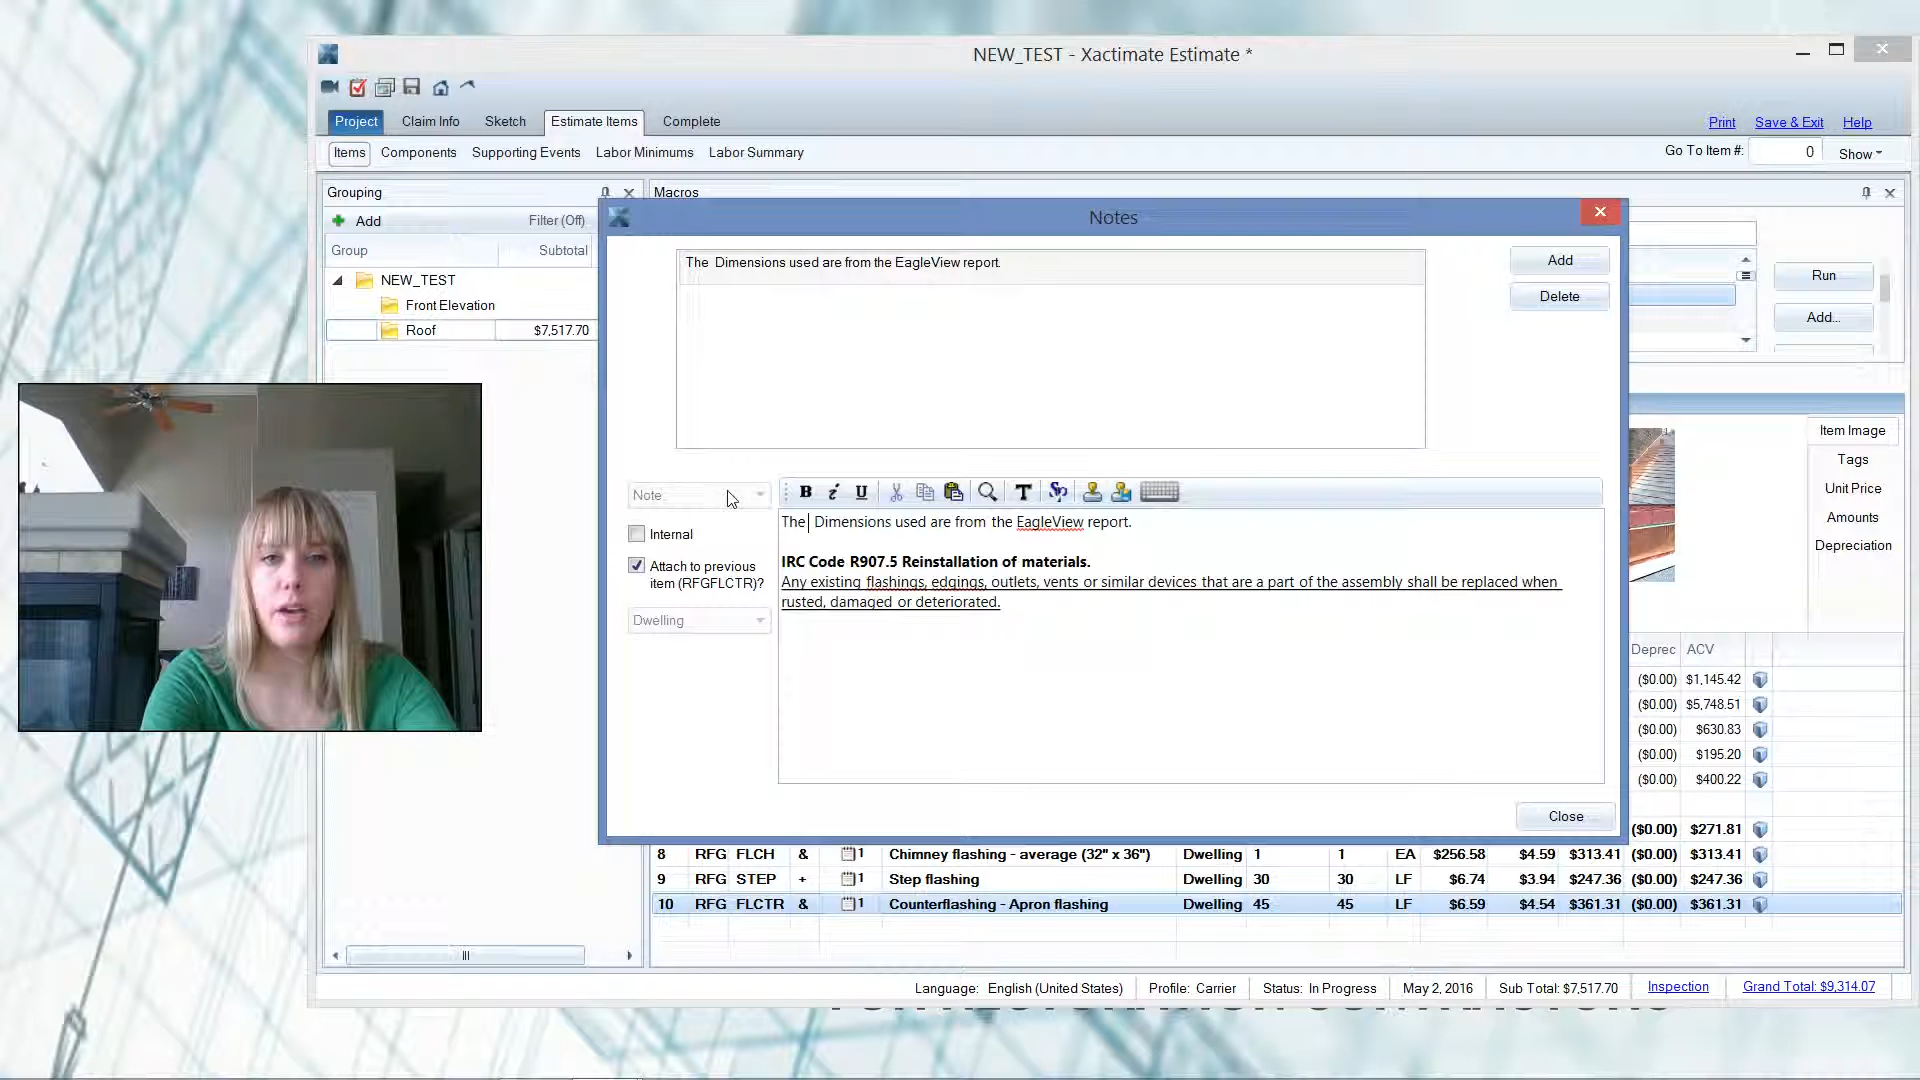 NEW_TEST - Xactimate Estimate *
Project Claim Info Sketch Estimate Items Complete
Print Save & Exit Help
Items Components Supporting Events Labor Minimums Labor Summary
Go To Item #: 0 Show
Grouping
Macros
Add Filter (Off)
Group Subtotal
NEW_TEST
Front Elevation
Roof $7,517.70
Notes
The Dimensions used are from the EagleView report.
Add
Delete
Run
Add...
Note
Internal
Attach to previous
item (RFGFLCTR)?
Dwelling
The Dimensions used are from the EagleView report.
IRC Code R907.5 Reinstallation of materials.
Any existing flashings, edgings, outlets, vents or similar devices that are a part of the assembly shall be replaced when
rusted, damaged or deteriorated.
Close
Item Image
Tags
Unit Price
Amounts
Depreciation
Deprec ACV
($0.00) $1,145.42
($0.00) $5,748.51
($0.00) $630.83
($0.00) $195.20
($0.00) $400.22
($0.00) $271.81
8 RFG FLCH & 1 Chimney flashing - average (32" x 36") Dwelling 1 1 EA $256.58 $4.59 $313.41 ($0.00) $313.41
9 RFG STEP + 1 Step flashing Dwelling 30 30 LF $6.74 $3.94 $247.36 ($0.00) $247.36
10 RFG FLCTR & 1 Counterflashing - Apron flashing Dwelling 45 45 LF $6.59 $4.54 $361.31 ($0.00) $361.31
Language: English (United States) Profile: Carrier Status: In Progress May 2, 2016 Sub Total: $7,517.70 Inspection Grand Total: $9,314.07